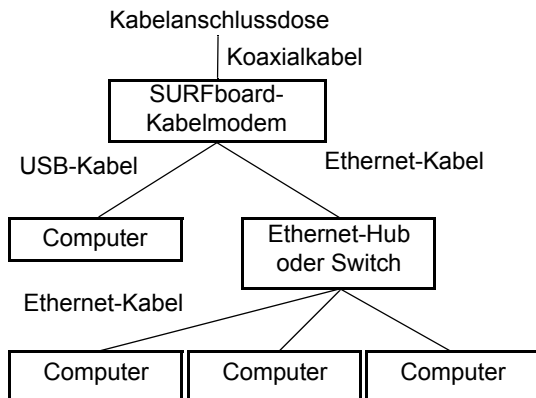 Kabelanschlussdose
Koaxialkabel
SURFboard-
Kabelmodem
USB-Kabel
Ethernet-Kabel
Computer
Ethernet-Hub
oder Switch
Ethernet-Kabel
Computer
Computer
Computer